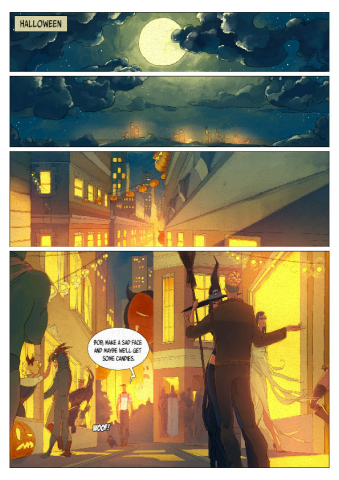 HALLOWEEN
BOB, MAKE A SAD FACE
AND MAYBE WE'LL GET
SOME CANDIES.
WOOF!